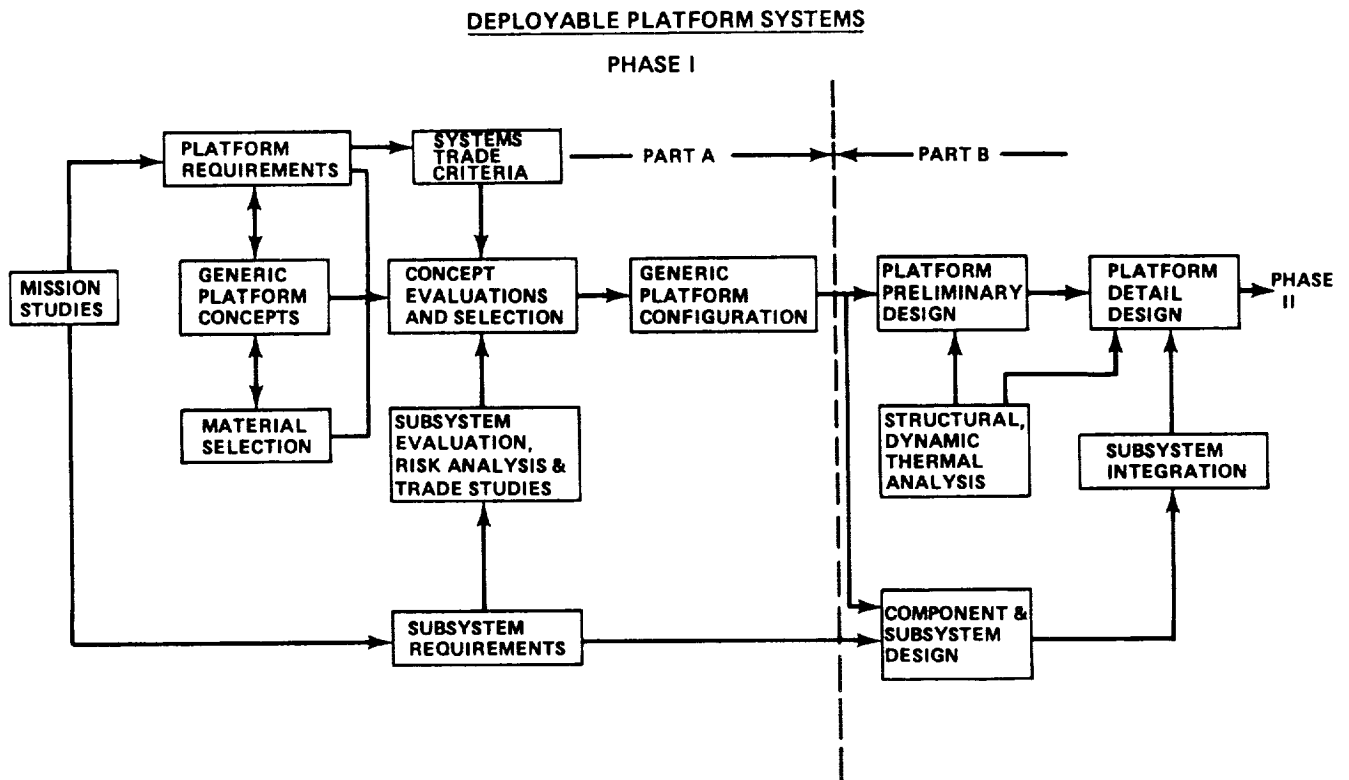 DEPLOYABLE PLATFORM SYSTEMS
PHASE I
PLATFORM
REQUIREMENTS
SYSTEMS
TRADE
CRITERIA
PART A
PART B
MISSION
STUDIES
GENERIC
PLATFORM
CONCEPTS
CONCEPT
EVALUATIONS
AND SELECTION
GENERIC
PLATFORM
CONFIGURATION
PLATFORM
PRELIMINARY
DESIGN
PLATFORM
DETAIL
DESIGN
PHASE
II
MATERIAL
SELECTION
SUBSYSTEM
EVALUATION,
RISK ANALYSIS &
TRADE STUDIES
STRUCTURAL,
DYNAMIC
THERMAL
ANALYSIS
SUBSYSTEM
INTEGRATION
SUBSYSTEM
REQUIREMENTS
COMPONENT &
SUBSYSTEM
DESIGN